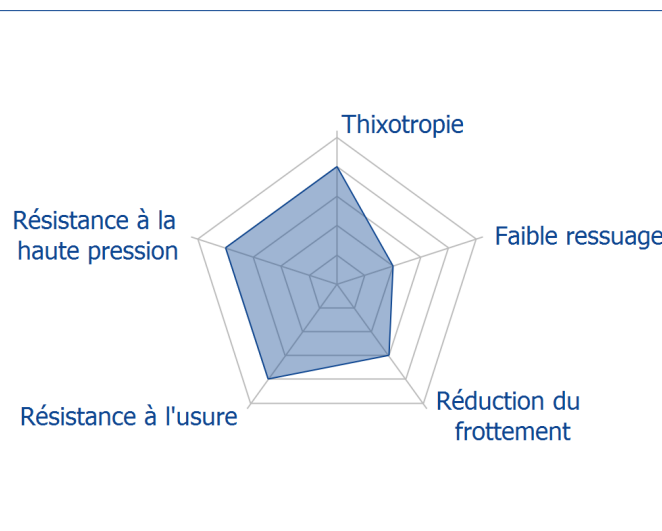 Thixotropie
Résistance à la
haute pression
Faible ressuage
Réduction du
frottement
Résistance à l'usure